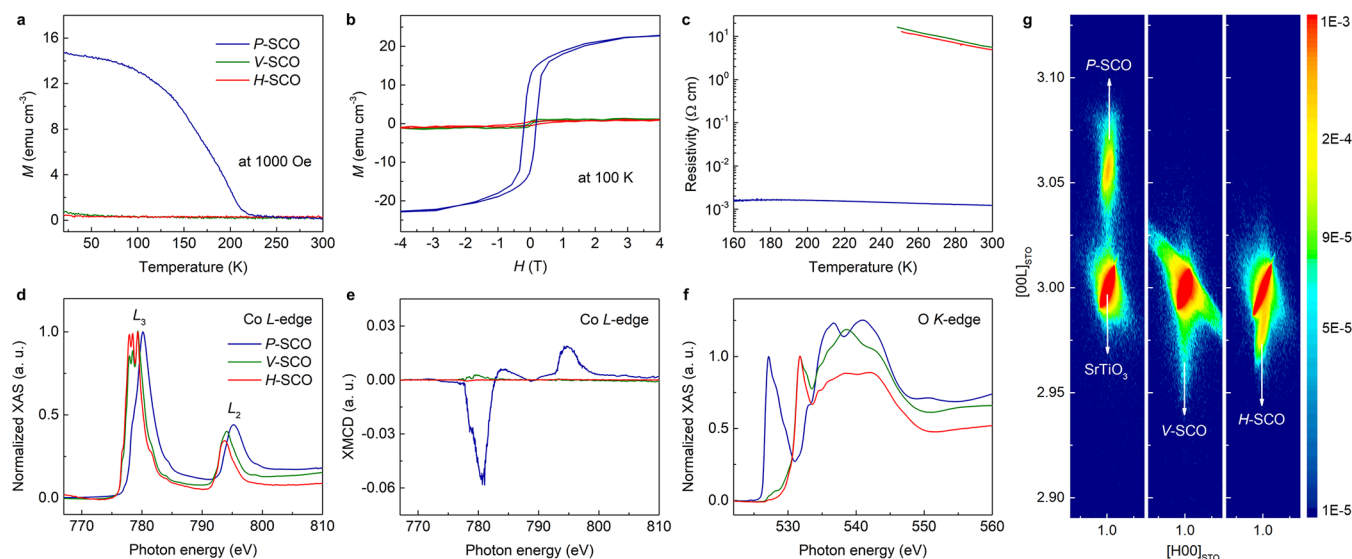 a
16
12
8
4
0
M (emu cm⁻³)
P-SCO
V-SCO
H-SCO
at 1000 Oe
50 100 150 200 250 300
Temperature (K)
b
20
10
0
-10
-20
M (emu cm⁻³)
at 100 K
-4 -3 -2 -1 0 1 2 3 4
H (T)
c
10¹
10⁰
10⁻¹
10⁻²
10⁻³
Resistivity (Ω cm)
160 180 200 220 240 260 280 300
Temperature (K)
d
1.0
0.5
0.0
Normalized XAS (a. u.)
L₃
L₂
Co L-edge
P-SCO
V-SCO
H-SCO
770 780 790 800 810
Photon energy (eV)
e
0.03
0.00
-0.03
-0.06
XMCD (a. u.)
Co L-edge
770 780 790 800 810
Photon energy (eV)
f
1.0
0.5
0.0
Normalized XAS (a. u.)
O K-edge
530 540 550 560
Photon energy (eV)
g
3.10
3.05
3.00
2.95
2.90
[00L]STO
P-SCO
SrTiO₃
V-SCO
H-SCO
1.0 1.0 1.0
[H00]STO
1E-3
2E-4
9E-5
5E-5
1E-5